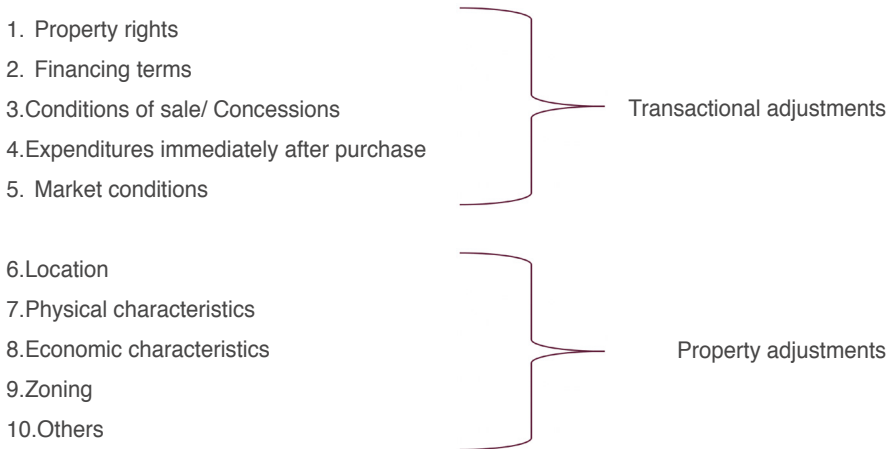 1. Property rights
2. Financing terms
3.Conditions of sale/ Concessions
Transactional adjustments
4.Expenditures immediately after purchase
5. Market conditions
6.Location
7.Physical characteristics
8.Economic characteristics
Property adjustments
9.Zoning
10.Others